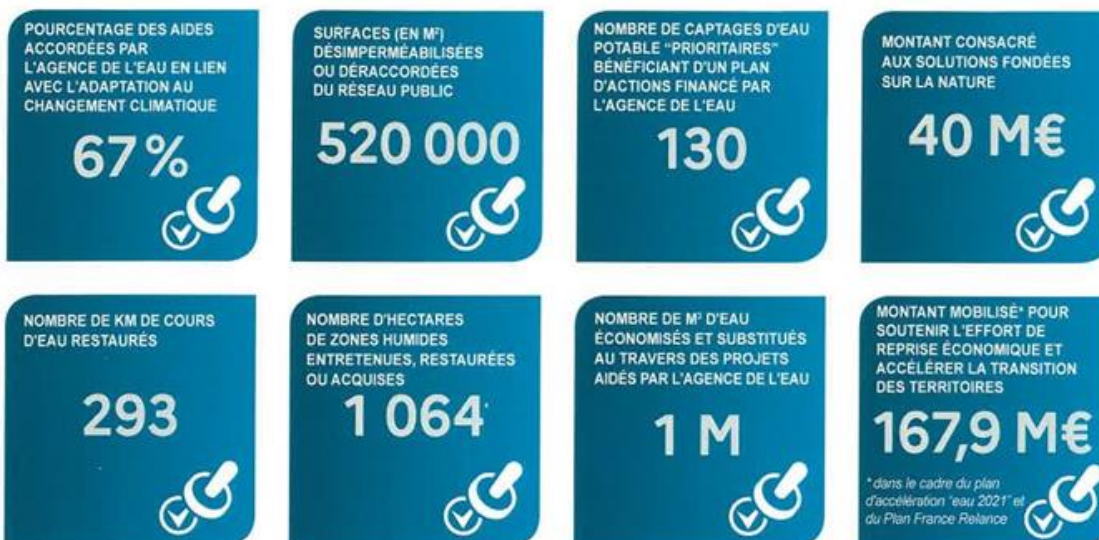 POURCENTAGE DES AIDES
ACCORDÉES PAR
L'AGENCE DE L'EAU EN LIEN
AVEC L'ADAPTATION AU
CHANGEMENT CLIMATIQUE
67%
SURFACES (EN M²)
DÉSIMPERMÉABILISÉES
OU DÉRACCORDÉES
DU RÉSEAU PUBLIC
520 000
NOMBRE DE CAPTAGES D'EAU
POTABLE "PRIORITAIRES"
BÉNÉFICIANT D'UN PLAN
D'ACTIONS FINANCÉ PAR
L'AGENCE DE L'EAU
130
MONTANT CONSACRÉ
AUX SOLUTIONS FONDÉES
SUR LA NATURE
40 M€
NOMBRE DE KM DE COURS
D'EAU RESTAURÉS
293
NOMBRE D'HECTARES
DE ZONES HUMIDES
ENTRETENUES, RESTAURÉES
OU ACQUISES
1 064
NOMBRE DE M³ D'EAU
ÉCONOMISÉS ET SUBSTITUÉS
AU TRAVERS DES PROJETS
AIDÉS PAR L'AGENCE DE L'EAU
1 M
MONTANT MOBILISÉ* POUR
SOUTENIR L'EFFORT DE
REPRISE ÉCONOMIQUE ET
ACCÉLÉRER LA TRANSITION
DES TERRITOIRES
167,9 M€
* dans le cadre du plan
d'accélération "eau 2021" et
du Plan France Relance